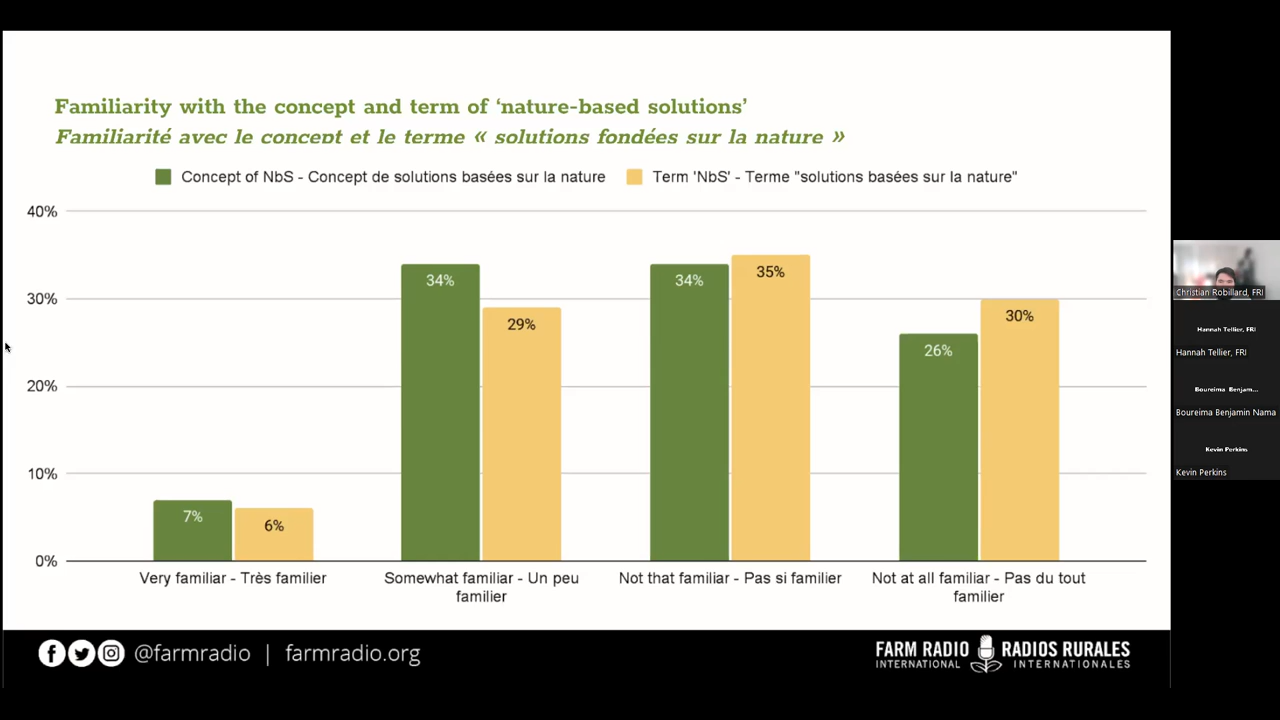 Familiarity with the concept and term of ‘nature-based solutions’
Familiarité avec le concept et le terme « solutions fondées sur la nature »
Concept of NbS - Concept de solutions basées sur la nature
Term 'NbS' - Terme "solutions basées sur la nature"
40%
30%
20%
10%
0%
7%
6%
34%
29%
34%
35%
26%
30%
Very familiar - Très familier
Somewhat familiar - Un peu
familier
Not that familiar - Pas si familier
Not at all familiar - Pas du tout
familier
@farmradio | farmradio.org
FARM RADIO
INTERNATIONAL
RADIOS RURALES
INTERNATIONALES
Christian Robillard, FRI
Hannah Tellier, FRI
Hannah Tellier, FRI
Boureima Benjam...
Boureima Benjamin Nama
Kevin Perkins
Kevin Perkins